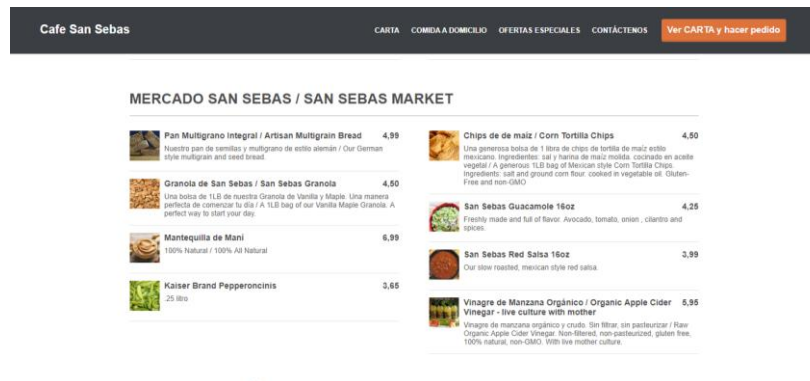 Cafe San Sebas
CARTA COMIDA A DOMICILIO OFERTAS ESPECIALES CONTÁCTENOS Ver CARTA y hacer pedido
MERCADO SAN SEBAS / SAN SEBAS MARKET
Pan Multigrano integral / Artisan Multigrain Bread 4,99
Nuestro pan de semillas y multigrano de estilo alemán / Our German
style multigrain and seed bread.
Granola de San Sebas / San Sebas Granola 4,50
Una bolsa de 1LB de nuestra Granola de Vanilla y Maple. Una manera
perfecta de comenzar tu día / A 1LB bag of our Vanilla Maple Granola. A
perfect way to start your day.
Mantequilla de Maní 6,99
100% Natural / 100% All Natural
Kaiser Brand Pepperoncinis 3,65
.25 litro
Chips de de maiz / Corn Tortilla Chips 4,50
Una generosa bolsa de 1 libra de chips de tortilla de maíz estilo
mexicano. Ingredientes: sal y harina de maíz molida. cocinado en aceite
vegetal / A generous 1LB bag of Mexican style Corn Tortilla Chips.
Ingredients: salt and ground corn flour. cooked in vegetable oil. Gluten-
Free and non-GMO
San Sebas Guacamole 16oz 4,25
Freshly made and full of flavor. Avocado, tomato, onion , cilantro and
spices.
San Sebas Red Salsa 16oz 3,99
Our slow roasted, mexican style red salsa.
Vinagre de Manzana Orgánico / Organic Apple Cider 5,95
Vinegar - live culture with mother
Vinagre de manzana orgánico y crudo. Sin filtrar, sin pasteurizar / Raw
Organic Apple Cider Vinegar. Non-filtered, non-pasteurized, gluten free,
100% natural, non-GMO. With live mother culture.